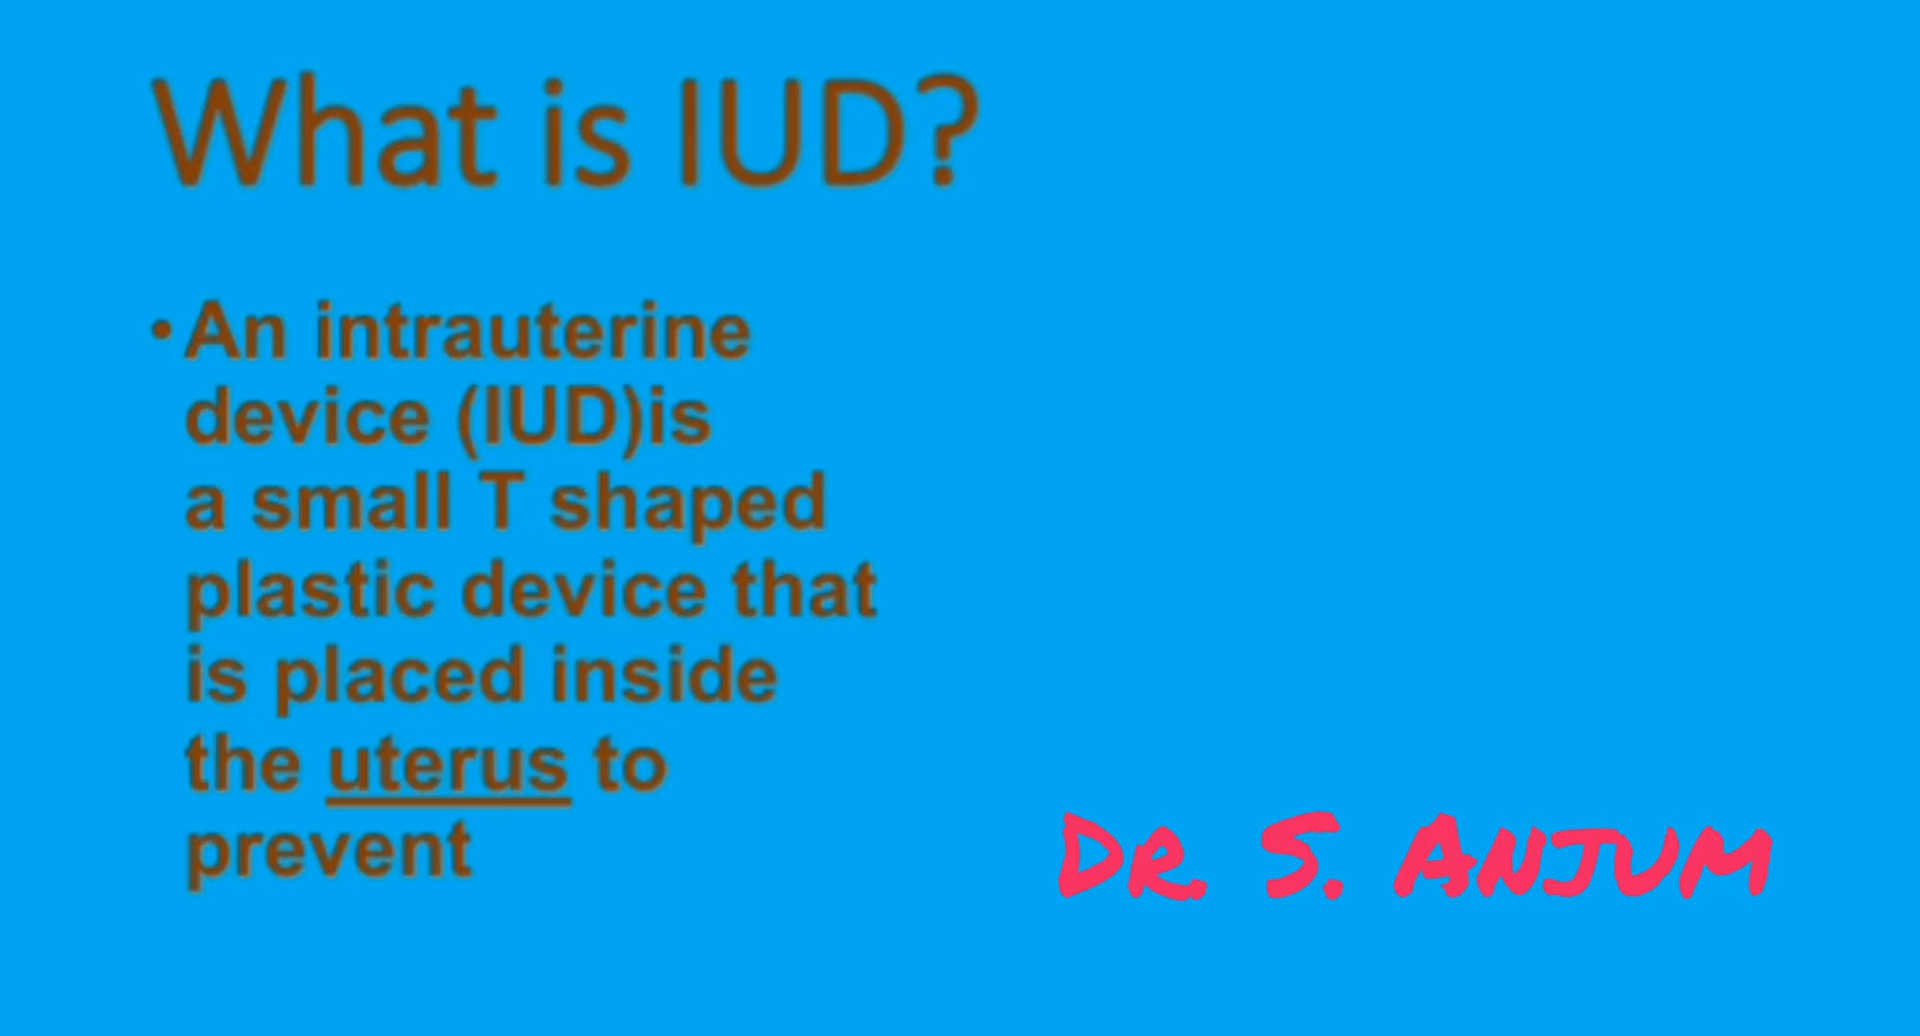 What is IUD?
•An intrauterine
device (IUD)is
a small T shaped
plastic device that
is placed inside
the uterus to
prevent
DR. S. ANJUM